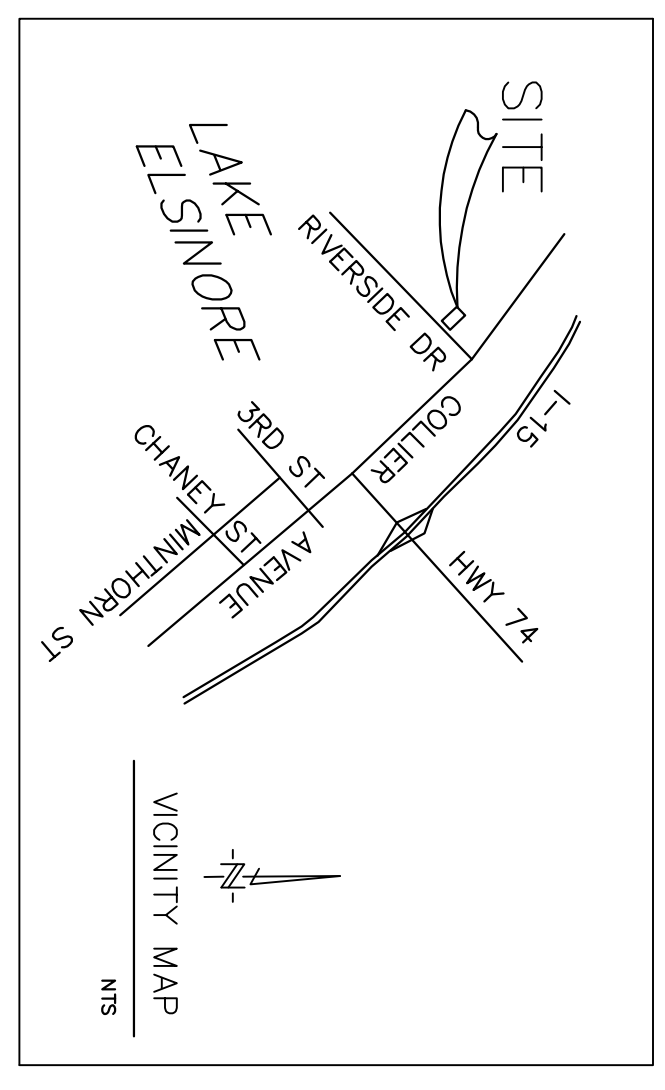 SITE
LAKE
ELSINORE
RIVERSIDE DR
COLLIER
AVENUE
I-15
3RD ST
CHANEY ST
MINTHORN ST
HWY 74
N
VICINITY MAP
NTS